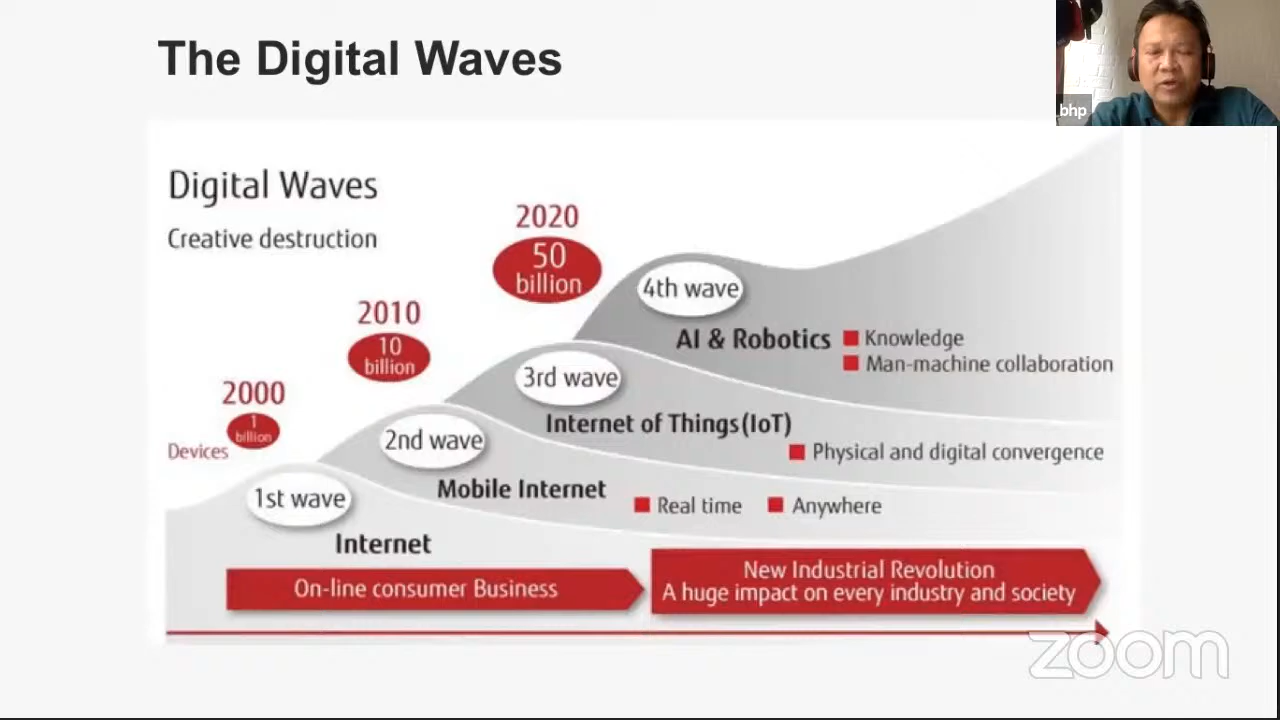 The Digital Waves
bhp
Digital Waves
Creative destruction
2020
50
billion
4th wave
AI & Robotics
Knowledge
Man-machine collaboration
2010
10
billion
3rd wave
Internet of Things(IoT)
Physical and digital convergence
2000
1
billion
Devices
2nd wave
Mobile Internet
Real time
Anywhere
1st wave
Internet
On-line consumer Business
New Industrial Revolution
A huge impact on every industry and society
zoom